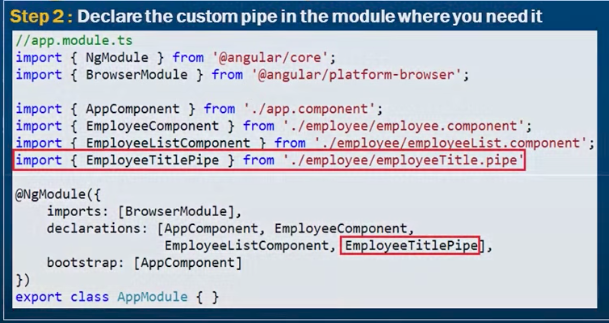 Step 2 : Declare the custom pipe in the module where you need it
//app.module.ts
import { NgModule } from '@angular/core';
import { BrowserModule } from '@angular/platform-browser';
import { AppComponent } from './app.component';
import { EmployeeComponent } from './employee/employee.component';
import { EmployeeListComponent } from './employee/employeeList.component';
import { EmployeeTitlePipe } from './employee/employeeTitle.pipe'
@NgModule({
    imports: [BrowserModule],
    declarations: [AppComponent, EmployeeComponent,
                   EmployeeListComponent, EmployeeTitlePipe],
    bootstrap: [AppComponent]
})
export class AppModule { }